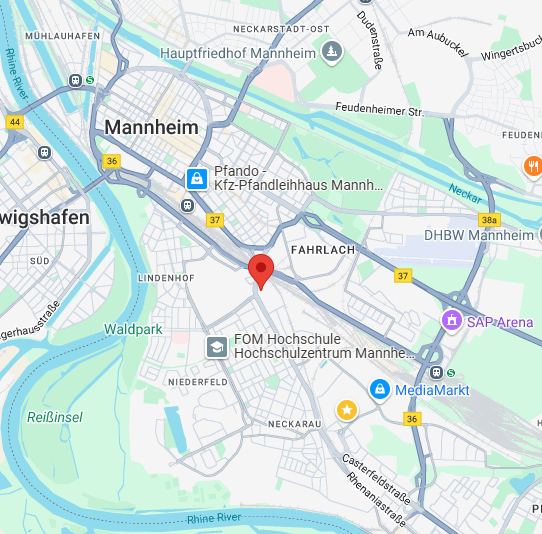 NECKARSTADT-OST
MÜHLAUHAFEN
Hauptfriedhof Mannheim
Dudenstraße
Am Aubuckel
Wingertsbuc
Rhine River
S
Feudenheimer Str.
44
Mannheim
FEUDENHE
36
Pfando -
Kfz-Pfandleihhaus Mannh...
Neckar
wigshafen
37
38a
DHBW Mannheim
FAHRLACH
SÜD
LINDENHOF
37
gerhausstraße
Waldpark
SAP Arena
FOM Hochschule
Hochschulzentrum Mannhe...
NIEDERFELD
S
MediaMarkt
Reißinsel
NECKARAU
36
Casterfeldstraße
Rhenaniastraße
Rhine River